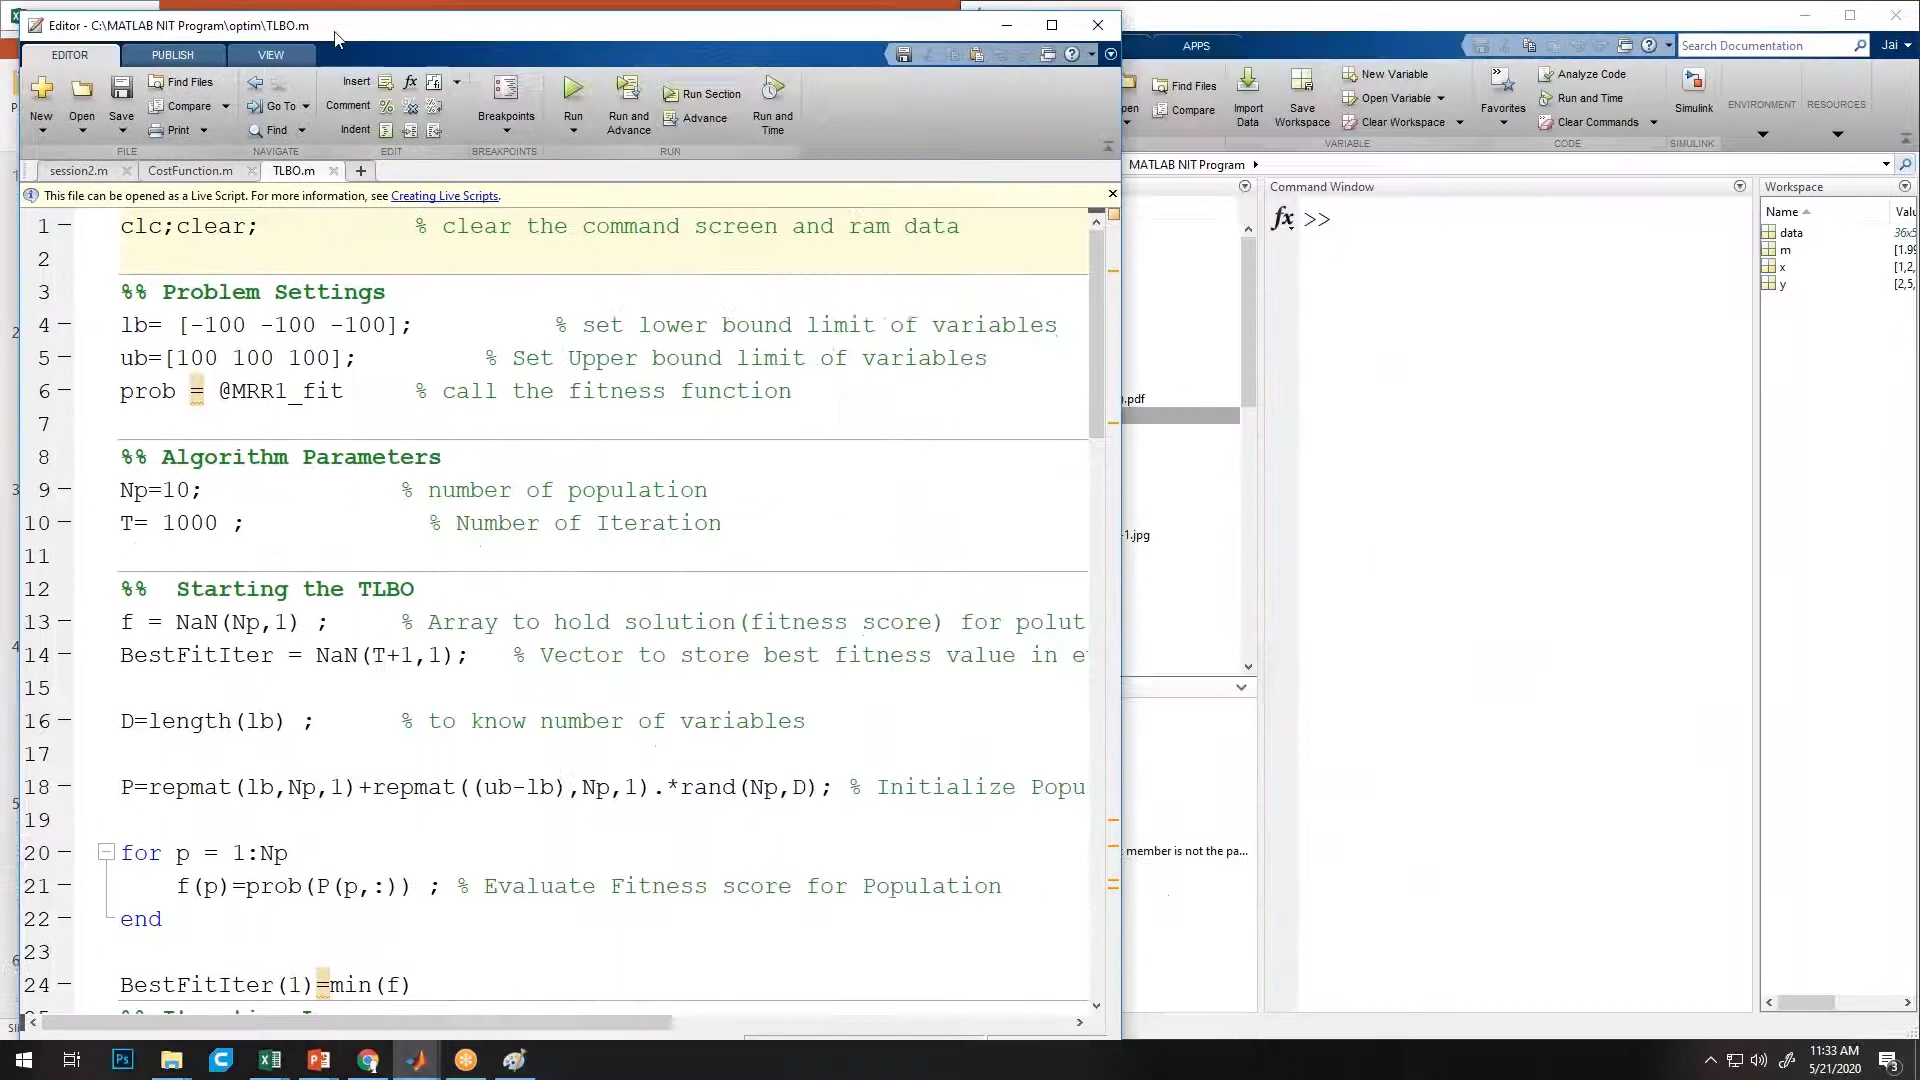 Editor - C:\MATLAB NIT Program\optim\TLBO.m
EDITOR PUBLISH VIEW APPS
Search Documentation
Jai
New Open Save
Find Files
Compare
Print
FILE
Go To
Find
NAVIGATE
Insert
Comment
Indent
EDIT
Breakpoints
BREAKPOINTS
Run
Run and Advance
Run Section
Advance
Run and Time
RUN
Find Files
Compare
Import Data
Save Workspace
New Variable
Open Variable
Clear Workspace
VARIABLE
Favorites
Analyze Code
Run and Time
Clear Commands
CODE
Simulink
SIMULINK
ENVIRONMENT
RESOURCES
session2.m CostFunction.m TLBO.m
MATLAB NIT Program
This file can be opened as a Live Script. For more information, see Creating Live Scripts.
1 clc;clear; % clear the command screen and ram data
2
3 %% Problem Settings
4 lb= [-100 -100 -100]; % set lower bound limit of variables
5 ub=[100 100 100]; % Set Upper bound limit of variables
6 prob = @MRR1_fit % call the fitness function
7
8 %% Algorithm Parameters
9 Np=10; % number of population
10 T= 1000 ; % Number of Iteration
11
12 %% Starting the TLBO
13 f = NaN(Np,1) ; % Array to hold solution(fitness score) for polut
14 BestFitIter = NaN(T+1,1); % Vector to store best fitness value in e
15
16 D=length(lb) ; % to know number of variables
17
18 P=repmat(lb,Np,1)+repmat((ub-lb),Np,1).*rand(Np,D); % Initialize Popu
19
20 for p = 1:Np
21 f(p)=prob(P(p,:)) ; % Evaluate Fitness score for Population
22 end
23
24 BestFitIter(1)=min(f)
.pdf
-1.jpg
member is not the pa...
Command Window
fx >>
Workspace
Name Valu
data 36x5
m [1.99
x [1,2,
y [2,5,
11:33 AM
5/21/2020
3